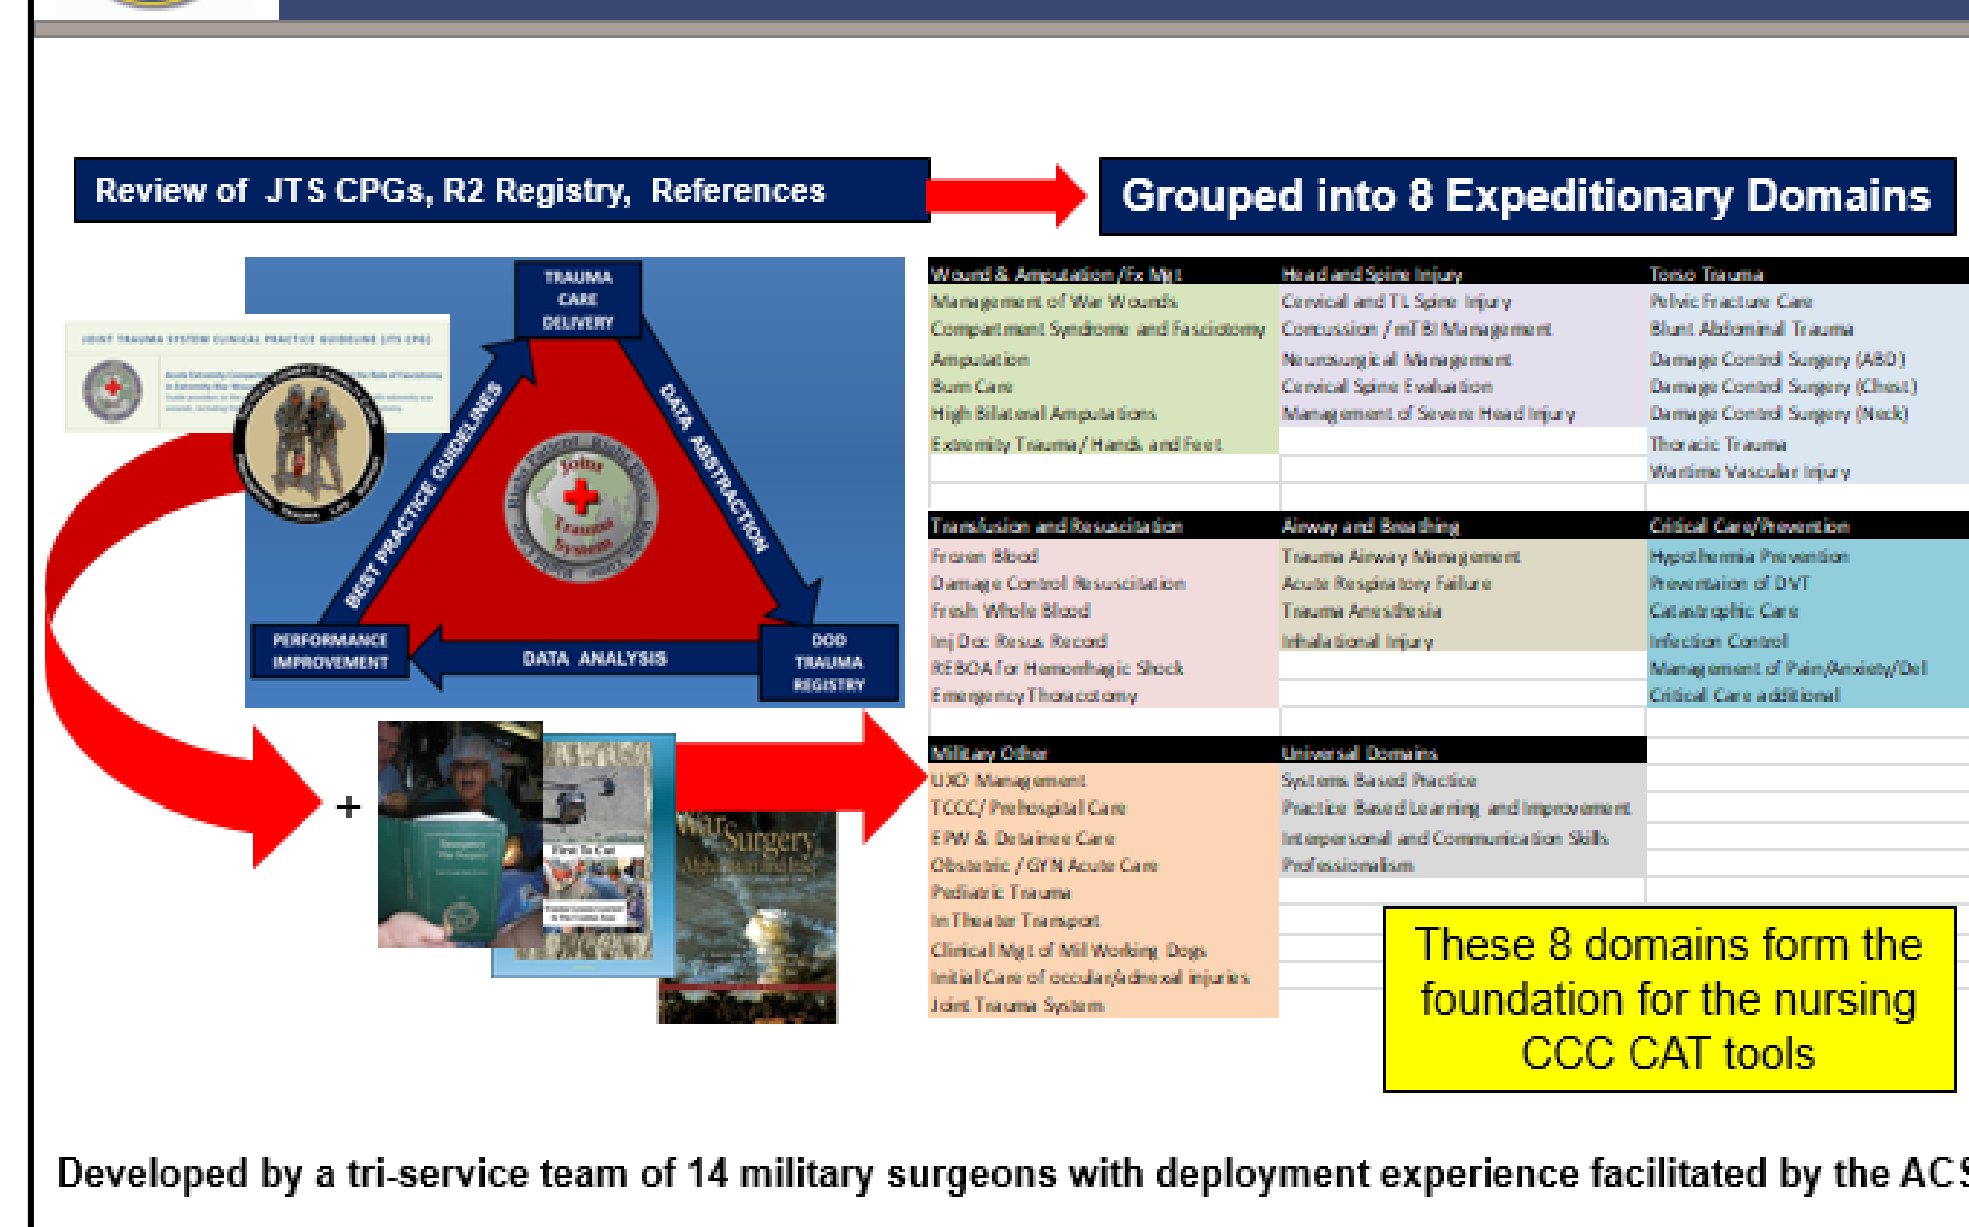 Review of JTS CPGs, R2 Registry, References
Grouped into 8 Expeditionary Domains
TRAUMA
CARE
DELIVERY
JOINT TRAUMA SYSTEM CLINICAL PRACTICE GUIDELINE (JTS CPG)
BEST PRACTICE GUIDELINES
DATA ABSTRACTION
Joint
Trauma
System
PERFORMANCE
IMPROVEMENT
DATA ANALYSIS
DOD
TRAUMA
REGISTRY
+
War
Surgery
Wound & Amputation /Fx Mgt
Management of War Wounds
Compartment Syndrome and Fasciotomy
Amputation
Burn Care
High Bilateral Amputations
Extremity Trauma/ Hands and Feet
Head and Spine Injury
Cervical and TL Spine Injury
Concussion / mTBI Management
Neurosurgical Management
Cervical Spine Evaluation
Management of Severe Head Injury
Torso Trauma
Pelvic Fracture Care
Blunt Abdominal Trauma
Damage Control Surgery (ABD)
Damage Control Surgery (Chest)
Damage Control Surgery (Neck)
Thoracic Trauma
Wartime Vascular Injury
Transfusion and Resuscitation
Frozen Blood
Damage Control Resuscitation
Fresh Whole Blood
Inj Doc Resus Record
REBOA for Hemorrhagic Shock
Emergency Thoracotomy
Airway and Breathing
Trauma Airway Management
Acute Respiratory Failure
Trauma Anesthesia
Inhalational Injury
Critical Care/Prevention
Hypothermia Prevention
Preventaion of DVT
Catastrophic Care
Infection Control
Management of Pain/Anxiety/Del
Critical Care additional
Military Other
UXO Management
TCCC/ Prehospital Care
EPW & Detainee Care
Obstetric / GYN Acute Care
Pediatric Trauma
In Theater Transport
Clinical Mgt of Mil Working Dogs
Initial Care of occular/adnexal injuries
Joint Trauma System
Universal Domains
Systems Based Practice
Practice Based Learning and Improvement
Interpersonal and Communication Skills
Professionalism
These 8 domains form the
foundation for the nursing
CCC CAT tools
Developed by a tri-service team of 14 military surgeons with deployment experience facilitated by the ACS